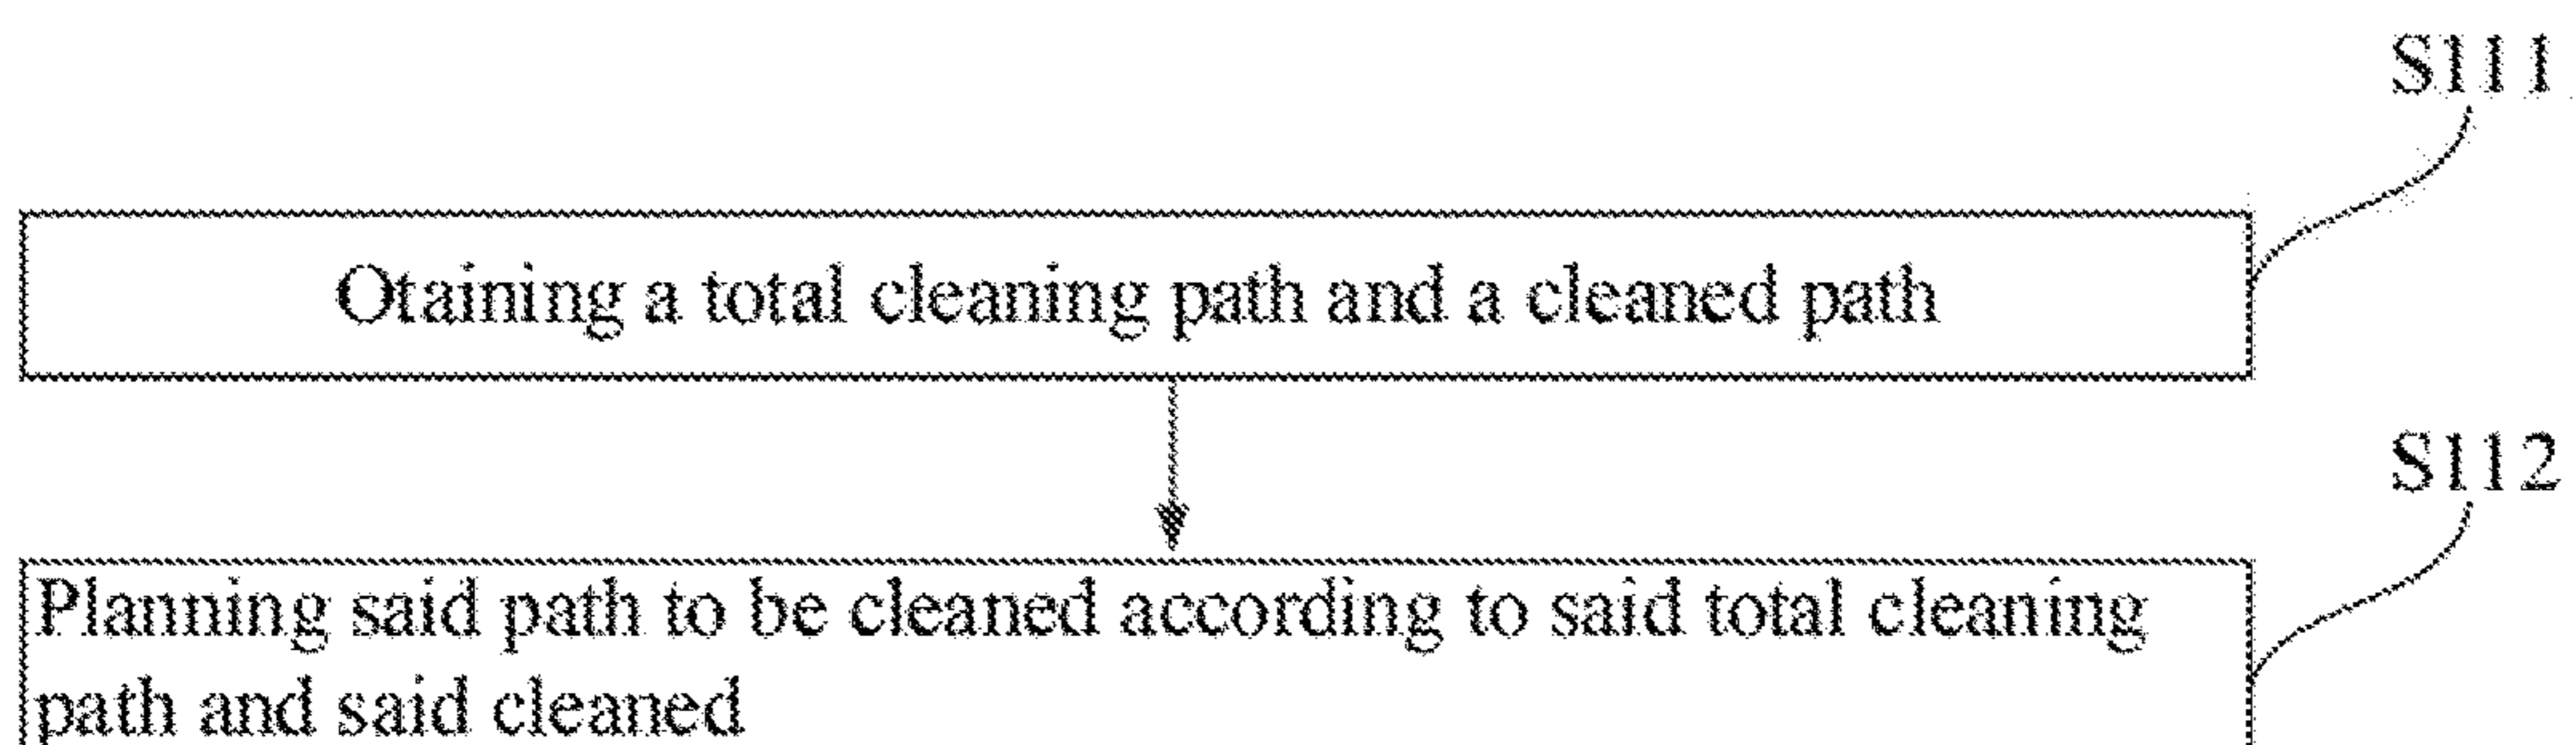 S111
Otaining a total cleaning path and a cleaned path
S112
Planning said path to be cleaned according to said total cleaning
path and said cleaned